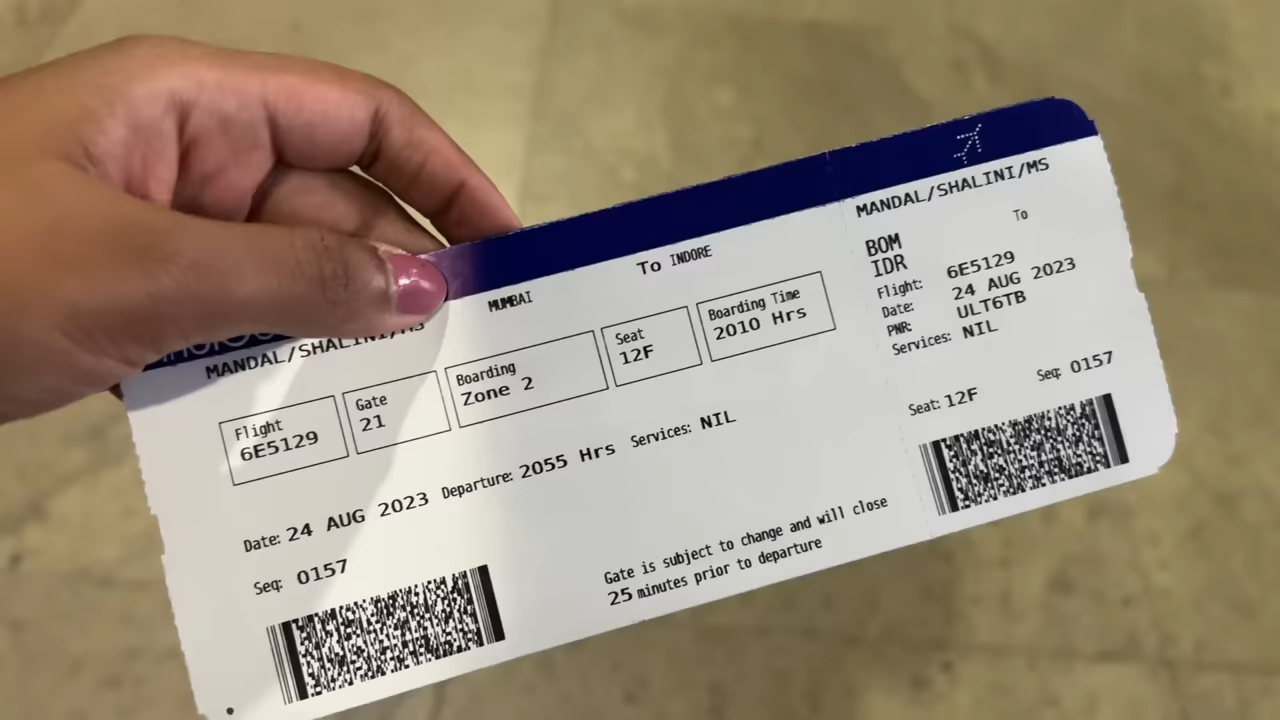 MANDAL/SHALINI/MS
MUMBAI To INDORE
Flight
6E5129
Gate
21
Boarding
Zone 2
Seat
12F
Boarding Time
2010 Hrs
Date: 24 AUG 2023 Departure: 2055 Hrs Services: NIL
Seq: 0157
Gate is subject to change and will close
25 minutes prior to departure
MANDAL/SHALINI/MS
BOM To
IDR
Flight: 6E5129
Date: 24 AUG 2023
PNR: ULT6TB
Services: NIL
Seat: 12F Seq: 0157